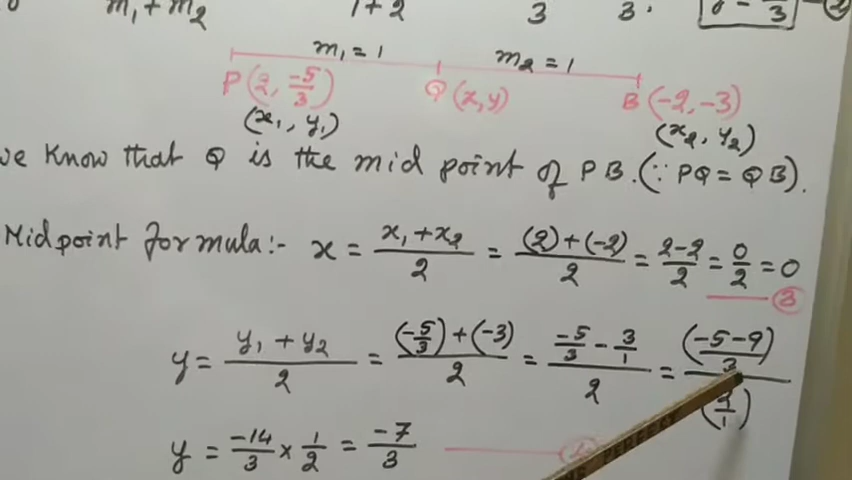 m₁ + m₂ 1 + 2 3 3.
m₁ = 1 m₂ = 1
P(2, -5/3) Q(x, y) B(-2, -3)
(x₁, y₁) (x₂, y₂)
we Know that Q is the mid point of PB. (∵ PQ = QB).
Midpoint formula:- x = (x₁ + x₂)/2 = ((2) + (-2))/2 = (2 - 2)/2 = 0/2 = 0
③
y = (y₁ + y₂)/2 = ((-5/3) + (-3))/2 = (-5/3 - 3/1)/2 = ((-5 - 9)/3)/(2/1)
y = -14/3 × 1/2 = -7/3